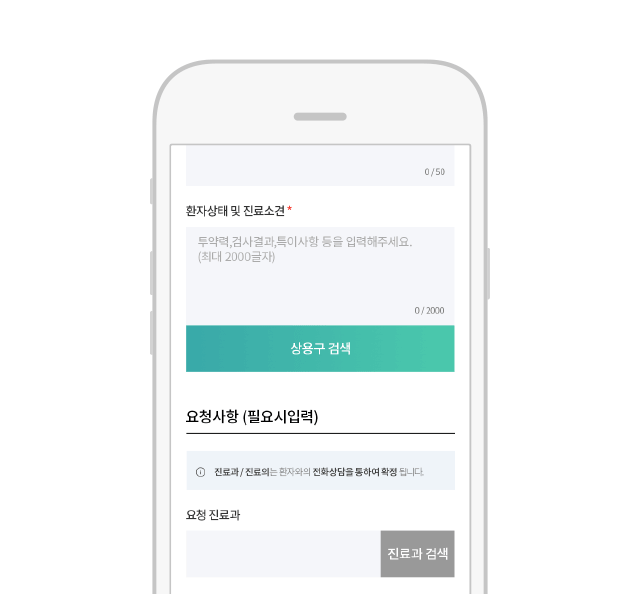 0 / 50
환자상태 및 진료소견 *
투약력,검사결과,특이사항 등을 입력해주세요.
(최대 2000글자)
0 / 2000
상용구 검색
요청사항 (필요시입력)
진료과 / 진료의는 환자와의 전화상담을 통하여 확정 됩니다.
요청 진료과
진료과 검색